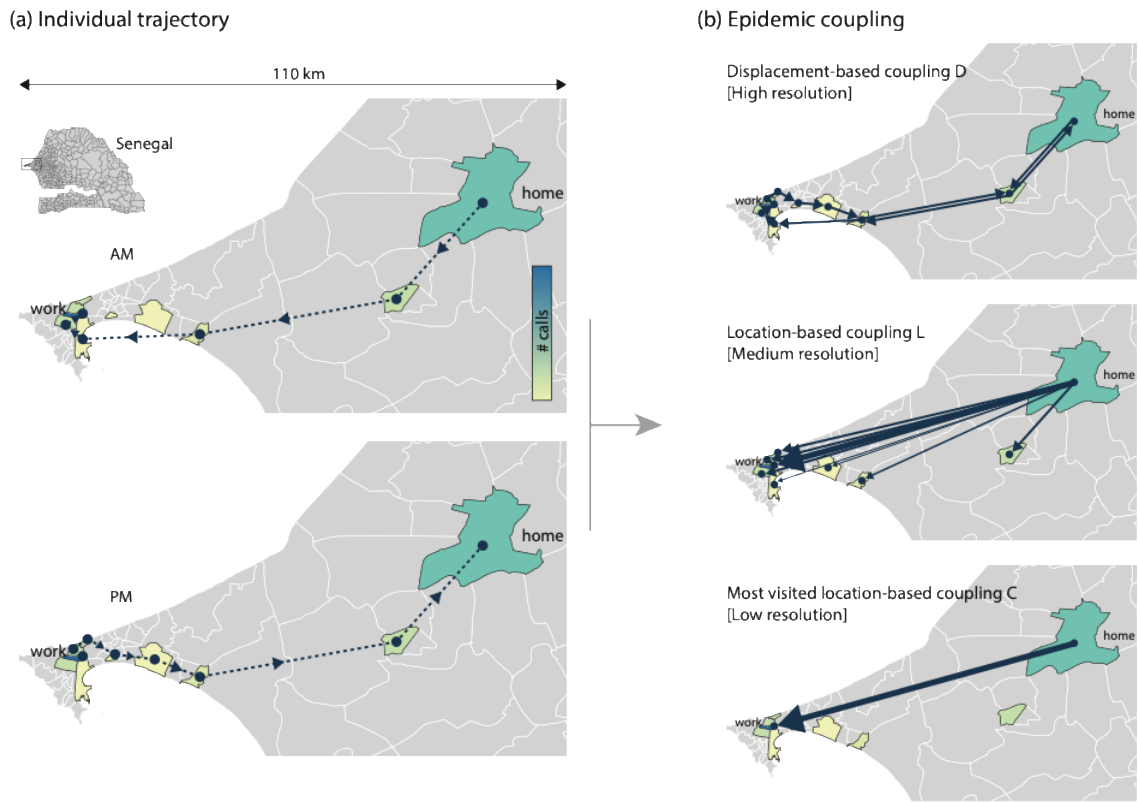 (a) Individual trajectory
110 km
Senegal
home
AM
work
# calls
PM
home
work
(b) Epidemic coupling
Displacement-based coupling D
[High resolution]
home
work
Location-based coupling L
[Medium resolution]
home
work
Most visited location-based coupling C
[Low resolution]
home
work